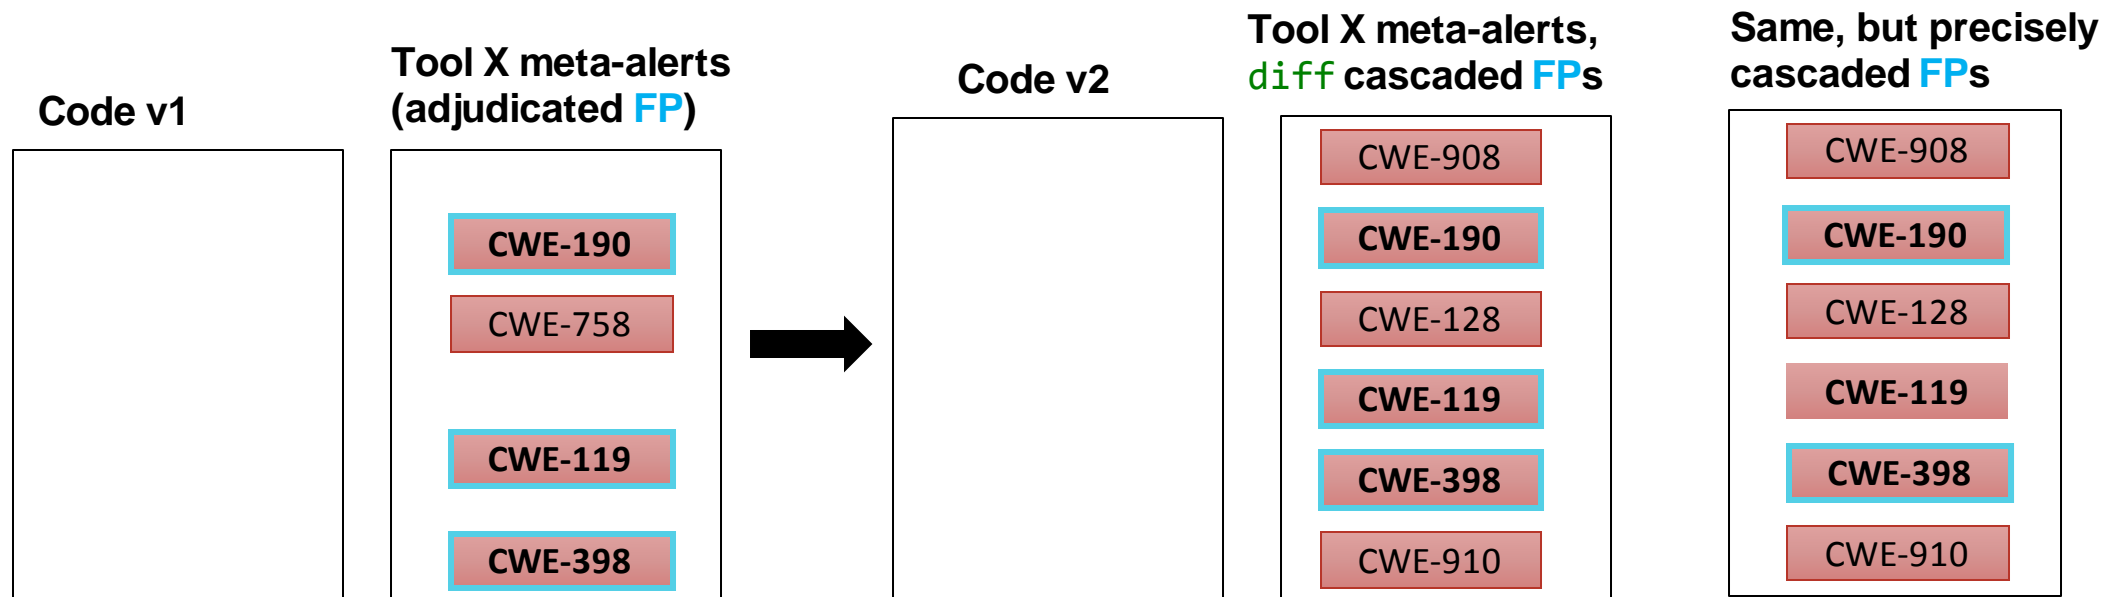 Code v1
Tool X meta-alerts
(adjudicated FP)
CWE-190
CWE-758
CWE-119
CWE-398
Code v2
Tool X meta-alerts,
diff cascaded FPs
CWE-908
CWE-190
CWE-128
CWE-119
CWE-398
CWE-910
Same, but precisely
cascaded FPs
CWE-908
CWE-190
CWE-128
CWE-119
CWE-398
CWE-910